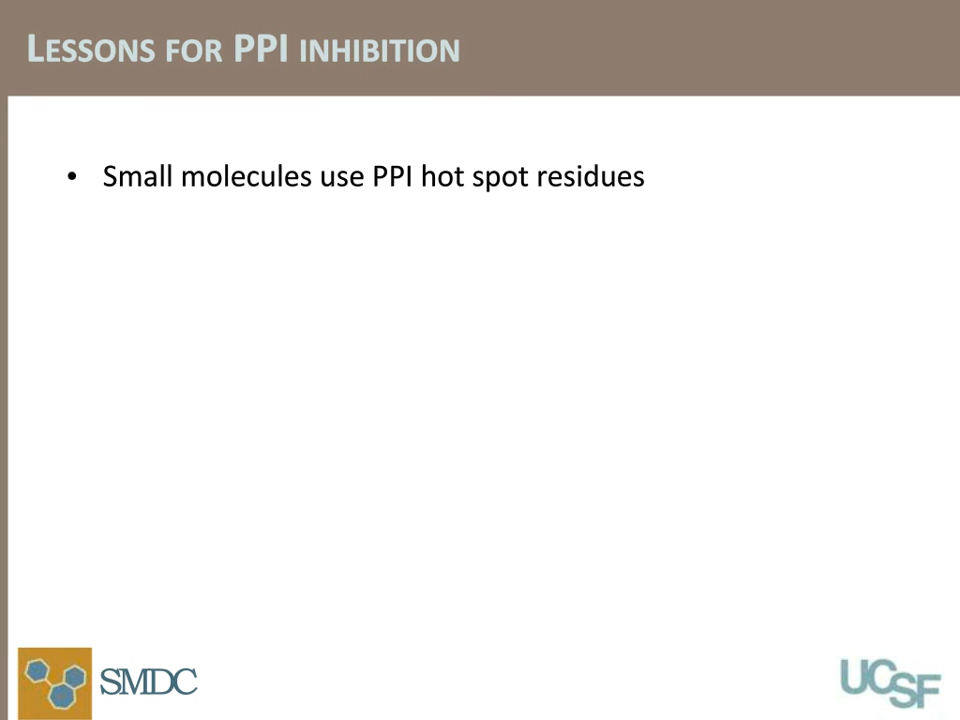 LESSONS FOR PPI INHIBITION
• Small molecules use PPI hot spot residues
SMDC
UCSF